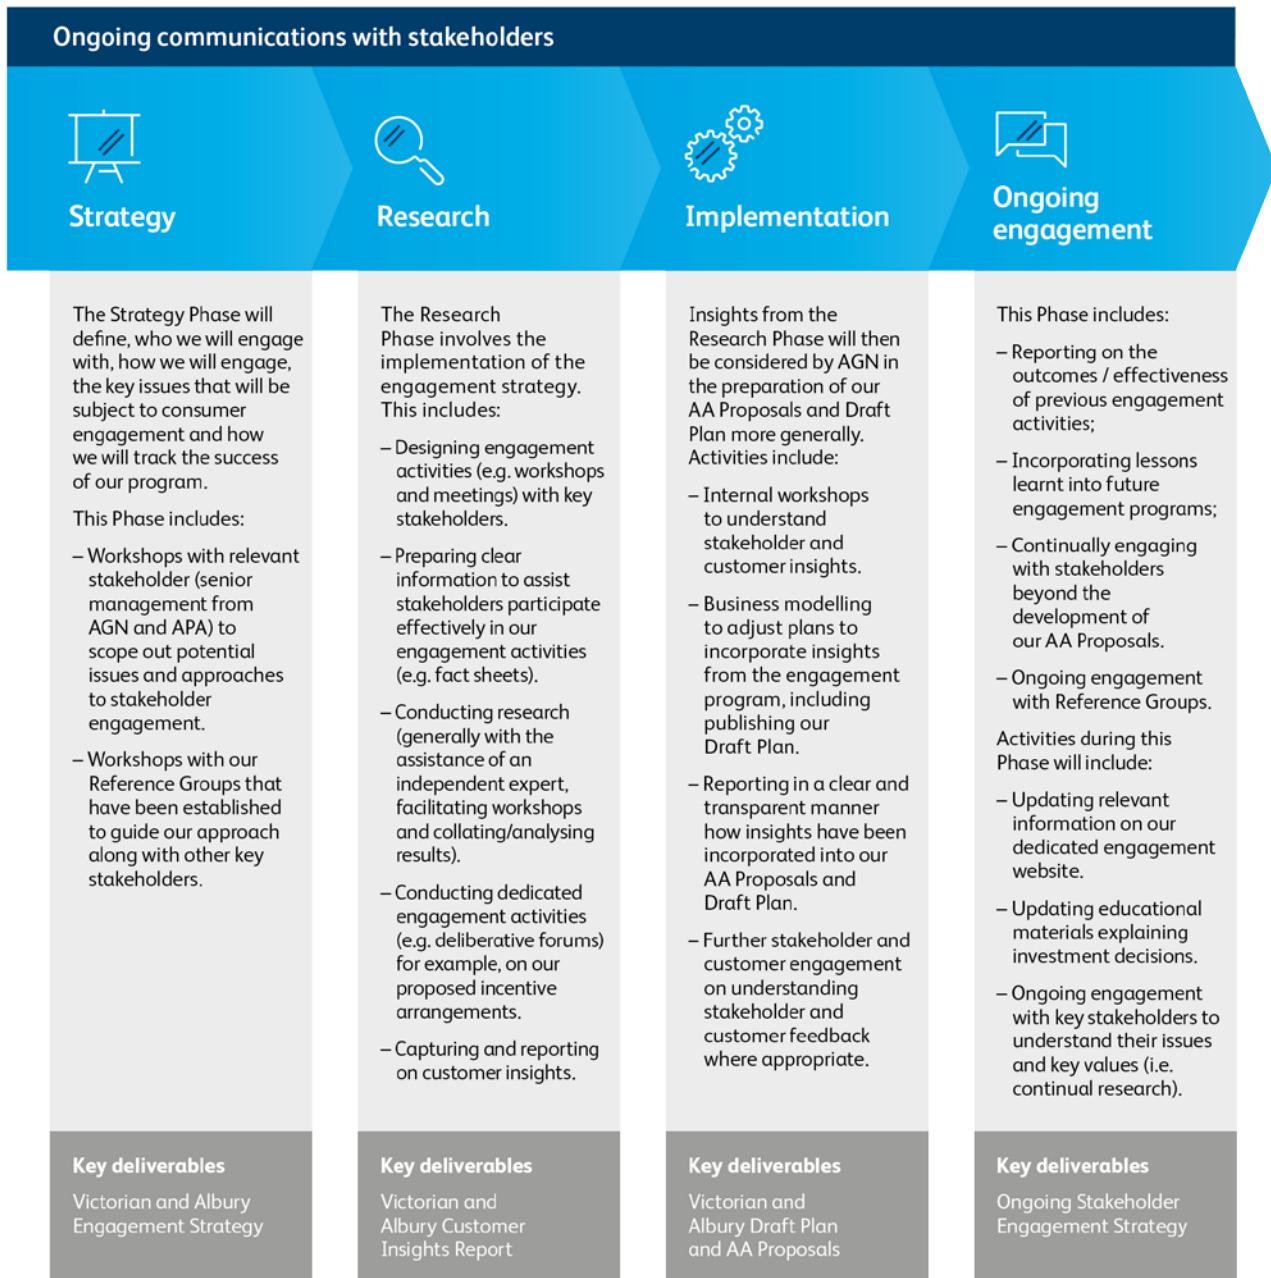 Ongoing communications with stakeholders
Strategy
Research
Implementation
Ongoing
engagement
The Strategy Phase will
define, who we will engage
with, how we will engage,
the key issues that will be
subject to consumer
engagement and how
we will track the success
of our program.
This Phase includes:
– Workshops with relevant
stakeholder (senior
management from
AGN and APA) to
scope out potential
issues and approaches
to stakeholder
engagement.
– Workshops with our
Reference Groups that
have been established
to guide our approach
along with other key
stakeholders.
Key deliverables
Victorian and Albury
Engagement Strategy
The Research
Phase involves the
implementation of the
engagement strategy.
This includes:
– Designing engagement
activities (e.g. workshops
and meetings) with key
stakeholders.
– Preparing clear
information to assist
stakeholders participate
effectively in our
engagement activities
(e.g. fact sheets).
– Conducting research
(generally with the
assistance of an
independent expert,
facilitating workshops
and collating/analysing
results).
– Conducting dedicated
engagement activities
(e.g. deliberative forums)
for example, on our
proposed incentive
arrangements.
– Capturing and reporting
on customer insights.
Key deliverables
Victorian and
Albury Customer
Insights Report
Insights from the
Research Phase will then
be considered by AGN in
the preparation of our
AA Proposals and Draft
Plan more generally.
Activities include:
– Internal workshops
to understand
stakeholder and
customer insights.
– Business modelling
to adjust plans to
incorporate insights
from the engagement
program, including
publishing our
Draft Plan.
– Reporting in a clear and
transparent manner
how insights have been
incorporated into our
AA Proposals and
Draft Plan.
– Further stakeholder and
customer engagement
on understanding
stakeholder and
customer feedback
where appropriate.
Key deliverables
Victorian and
Albury Draft Plan
and AA Proposals
This Phase includes:
– Reporting on the
outcomes / effectiveness
of previous engagement
activities;
– Incorporating lessons
learnt into future
engagement programs;
– Continually engaging
with stakeholders
beyond the
development of
our AA Proposals.
– Ongoing engagement
with Reference Groups.
Activities during this
Phase will include:
– Updating relevant
information on our
dedicated engagement
website.
– Updating educational
materials explaining
investment decisions.
– Ongoing engagement
with key stakeholders to
understand their issues
and key values (i.e.
continual research).
Key deliverables
Ongoing Stakeholder
Engagement Strategy